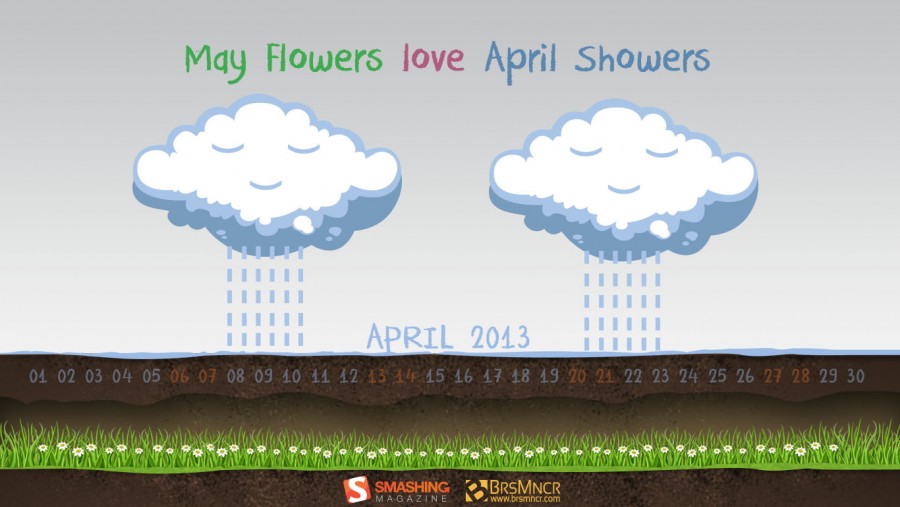 May Flowers love April Showers
APRIL 2013
01 02 03 04 05 06 07 08 09 10 11 12 13 14 15 16 17 18 19 20 21 22 23 24 25 26 27 28 29 30
S SMASHING MAGAZINE
B BRSMNCR
www.brsmncr.com